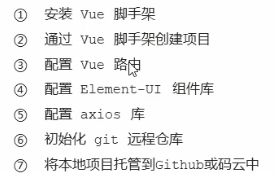 ① 安装 Vue 脚手架
② 通过 Vue 脚手架创建项目
③ 配置 Vue 路由
④ 配置 Element-UI 组件库
⑤ 配置 axios 库
⑥ 初始化 git 远程仓库
⑦ 将本地项目托管到Github或码云中